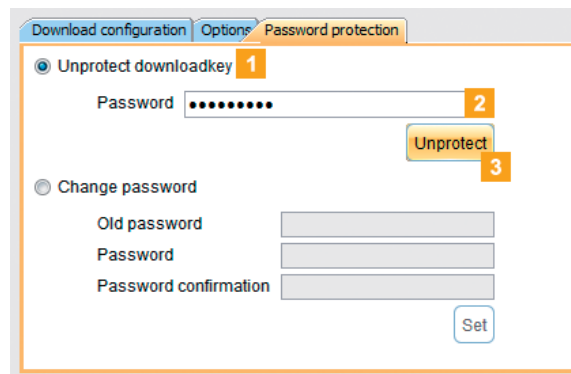 Download configuration Options Password protection
Unprotect downloadkey 1
Password ••••••••• 2
Unprotect
3
Change password
Old password
Password
Password confirmation
Set